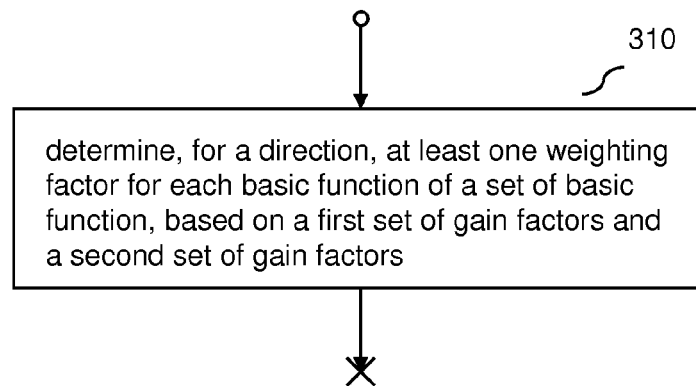 310
determine, for a direction, at least one weighting
factor for each basic function of a set of basic
function, based on a first set of gain factors and
a second set of gain factors